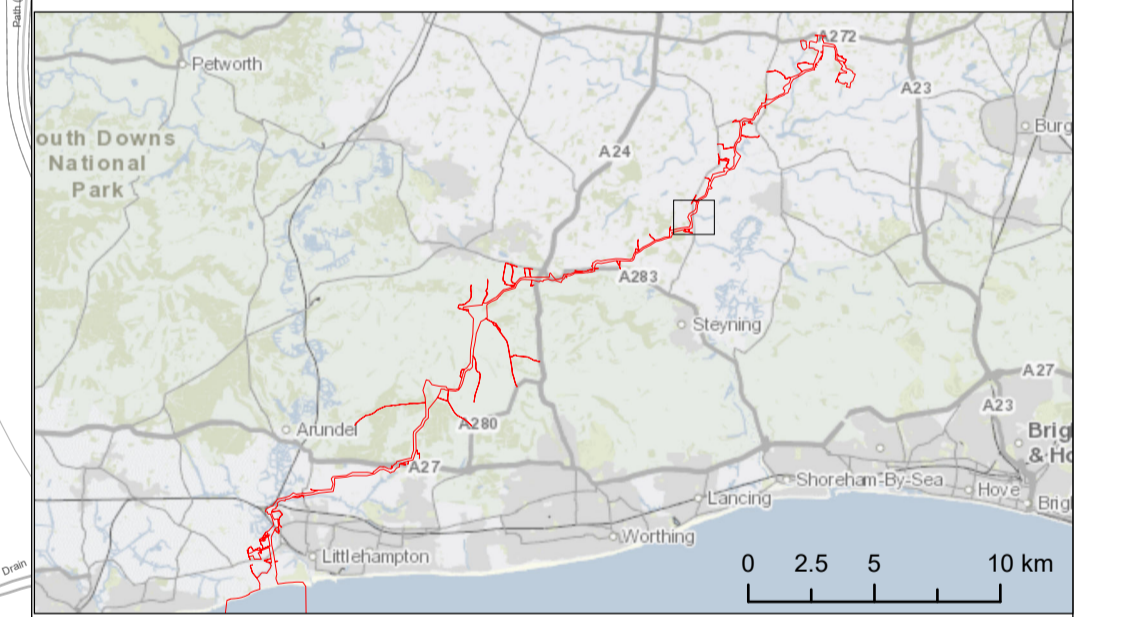 Path
A272
Petworth
A23
Burg
outh Downs
National
Park
A24
A283
Steyning
A27
A23
Arundel
A280
Brig
& Ho
A27
Shoreham-By-Sea
Hove
Lancing
Brig
Worthing
Littlehampton
Drain
0 2.5 5 10 km